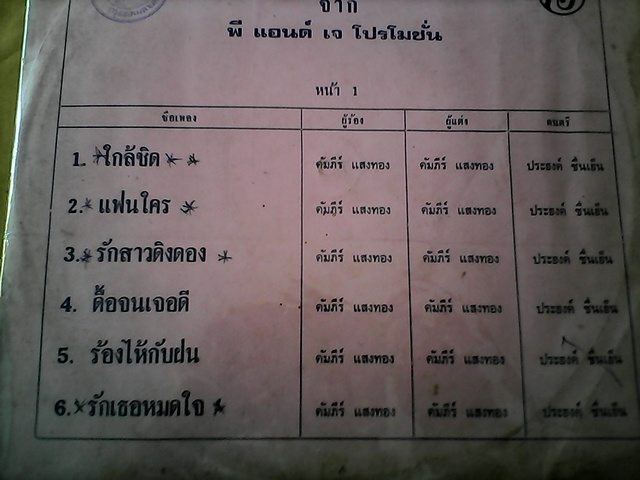 จาก
พี แอนด์ เจ โปรโมชั่น
หน้า 1
ชื่อเพลง ผู้ร้อง ผู้แต่ง ดนตรี
1. ใกล้ชิด คัมภีร์ แสงทอง คัมภีร์ แสงทอง ประยงค์ ชื่นเย็น
2. แฟนใคร คัมภีร์ แสงทอง คัมภีร์ แสงทอง ประยงค์ ชื่นเย็น
3. รักสาวดิงดอง คัมภีร์ แสงทอง คัมภีร์ แสงทอง ประยงค์ ชื่นเย็น
4. ดื้อจนเจอดี คัมภีร์ แสงทอง คัมภีร์ แสงทอง ประยงค์ ชื่นเย็น
5. ร้องไห้กับฝน คัมภีร์ แสงทอง คัมภีร์ แสงทอง ประยงค์ ชื่นเย็น
6. รักเธอหมดใจ คัมภีร์ แสงทอง คัมภีร์ แสงทอง ประยงค์ ชื่นเย็น